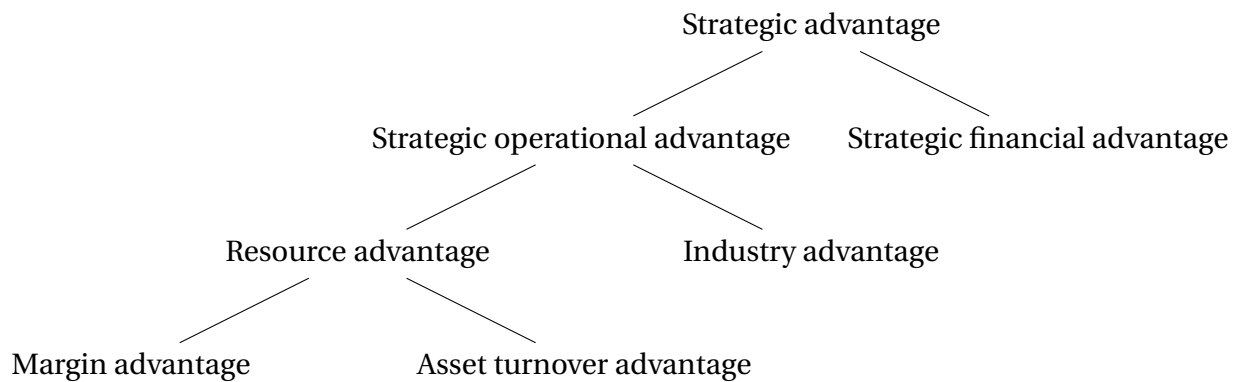 Strategic advantage
Strategic operational advantage Strategic financial advantage
Resource advantage Industry advantage
Margin advantage Asset turnover advantage